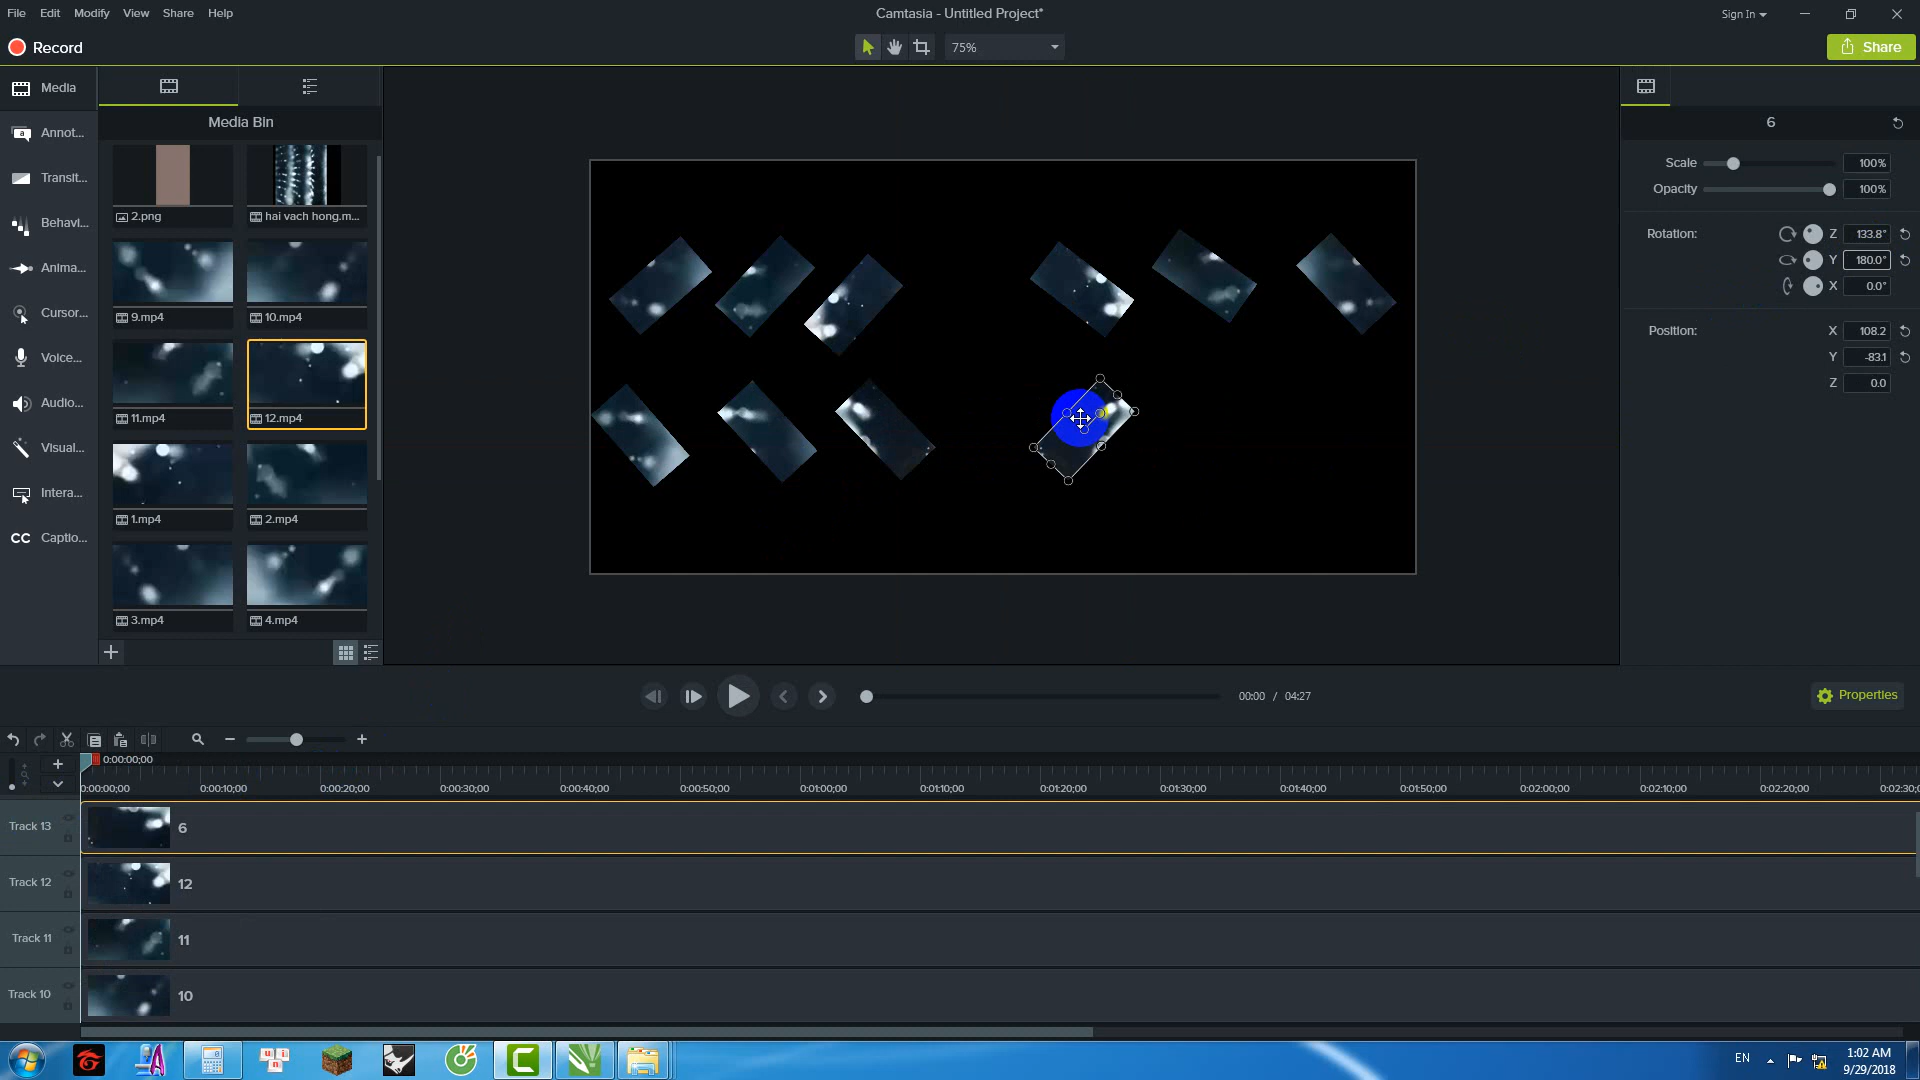 File Edit Modify View Share Help
Camtasia - Untitled Project*
Sign In
Record
75%
Share
Media
Annot...
Transit...
Behavi...
Anima...
Cursor...
Voice...
Audio...
Visual...
Intera...
CC Captio...
Media Bin
2.png
hai vach hong.m...
9.mp4
10.mp4
11.mp4
12.mp4
1.mp4
2.mp4
3.mp4
4.mp4
6
Scale 100%
Opacity 100%
Rotation: Z 133.8°
Y 180.0°
X 0.0°
Position: X 108.2
Y -83.1
Z 0.0
00:00 / 04:27
Properties
0:00:00;00
0:00:00;00 0:00:10;00 0:00:20;00 0:00:30;00 0:00:40;00 0:00:50;00 0:01:00;00 0:01:10;00 0:01:20;00 0:01:30;00 0:01:40;00 0:01:50;00 0:02:00;00 0:02:10;00 0:02:20;00 0:02:30;0
Track 13 6
Track 12 12
Track 11 11
Track 10 10
EN
1:02 AM
9/29/2018